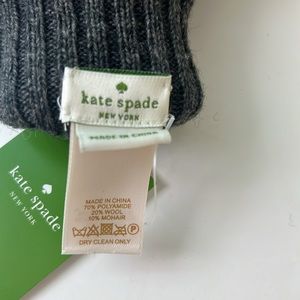 kate spade
NEW YORK
MADE IN CHINA
MADE IN CHINA
70% POLYAMIDE
20% WOOL
10% MOHAIR
DRY CLEAN ONLY
kate spade
NEW YORK